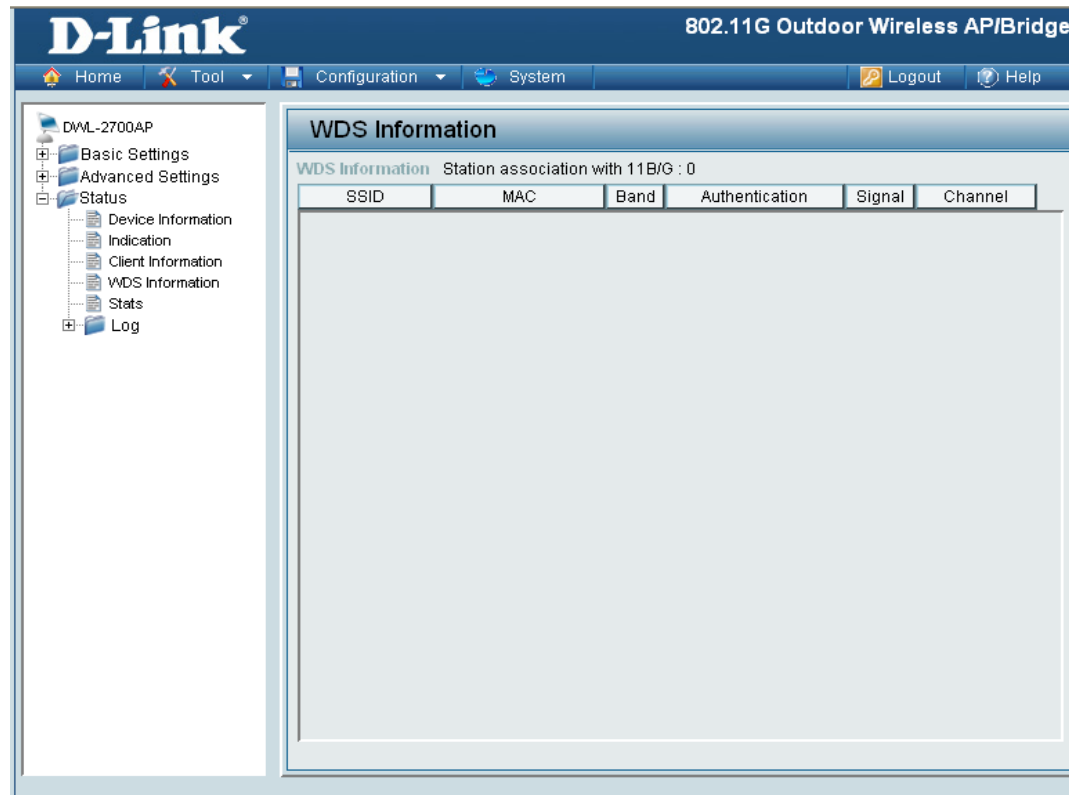 D-Link®
802.11G Outdoor Wireless AP/Bridge
Home Tool Configuration System Logout Help
DWL-2700AP
Basic Settings
Advanced Settings
Status
Device Information
Indication
Client Information
WDS Information
Stats
Log
WDS Information
WDS Information Station association with 11B/G : 0
SSID MAC Band Authentication Signal Channel